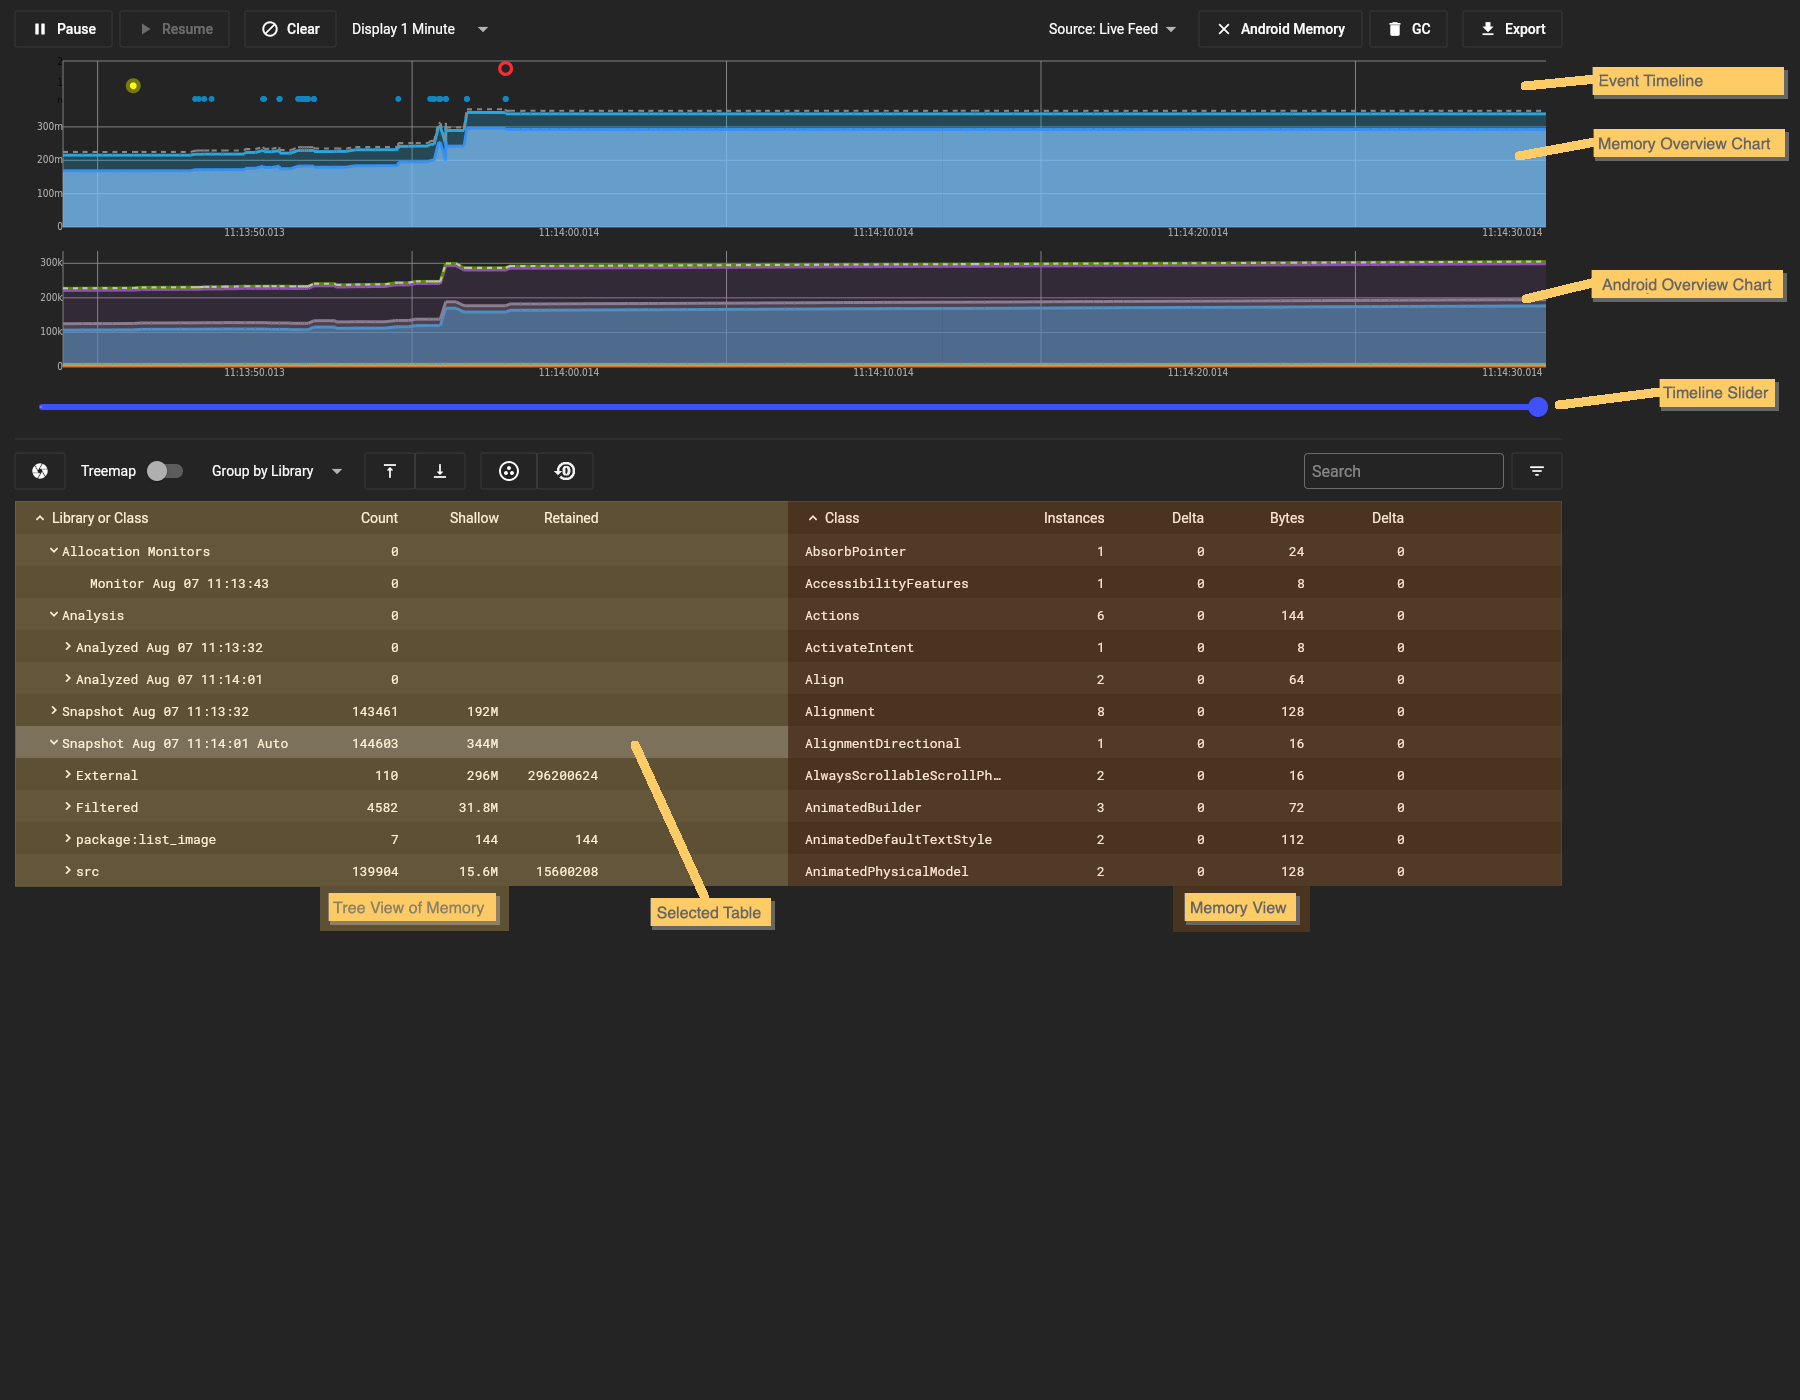 Pause Resume Clear Display 1 Minute Source: Live Feed Android Memory GC Export
2
1
0
300m
200m
100m
0
11:13:50.013 11:14:00.014 11:14:10.014 11:14:20.014 11:14:30.014
Event Timeline
Memory Overview Chart
300k
200k
100k
0
11:13:50.013 11:14:00.014 11:14:10.014 11:14:20.014 11:14:30.014
Android Overview Chart
Timeline Slider
Treemap Group by Library Search
Library or Class Count Shallow Retained
Allocation Monitors 0
Monitor Aug 07 11:13:43 0
Analysis 0
Analyzed Aug 07 11:13:32 0
Analyzed Aug 07 11:14:01 0
Snapshot Aug 07 11:13:32 143461 192M
Snapshot Aug 07 11:14:01 Auto 144603 344M
External 110 296M 296200624
Filtered 4582 31.8M
package:list_image 7 144 144
src 139904 15.6M 15600208
Class Instances Delta Bytes Delta
AbsorbPointer 1 0 24 0
AccessibilityFeatures 1 0 8 0
Actions 6 0 144 0
ActivateIntent 1 0 8 0
Align 2 0 64 0
Alignment 8 0 128 0
AlignmentDirectional 1 0 16 0
AlwaysScrollableScrollPh… 2 0 16 0
AnimatedBuilder 3 0 72 0
AnimatedDefaultTextStyle 2 0 112 0
AnimatedPhysicalModel 2 0 128 0
Tree View of Memory
Selected Table
Memory View